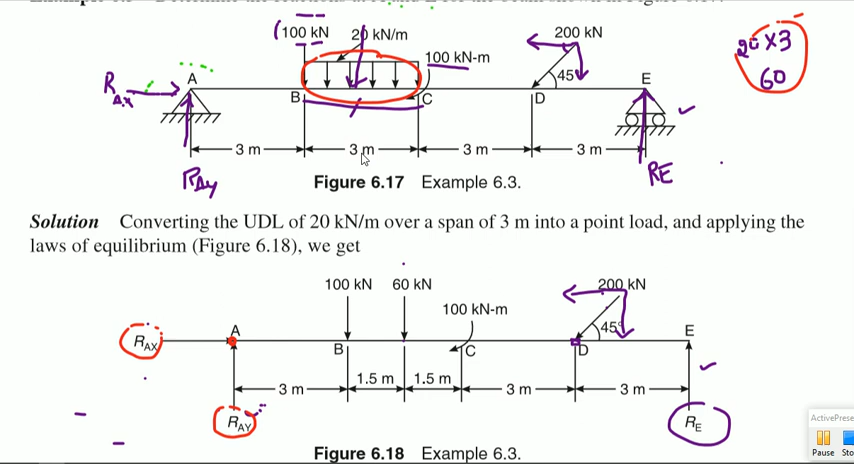 (100 kN
20 kN/m
200 kN
20 X 3
60
100 kN-m
45°
A
E
R AX
B
C
D
3 m
3 m
3 m
3 m
RAY
RE
Figure 6.17 Example 6.3.
Solution Converting the UDL of 20 kN/m over a span of 3 m into a point load, and applying the
laws of equilibrium (Figure 6.18), we get
100 kN
60 kN
200 kN
100 kN-m
45°
A
E
RAX
B
C
D
1.5 m
1.5 m
3 m
3 m
3 m
RAY
RE
ActivePrese
Pause Sto
Figure 6.18 Example 6.3.